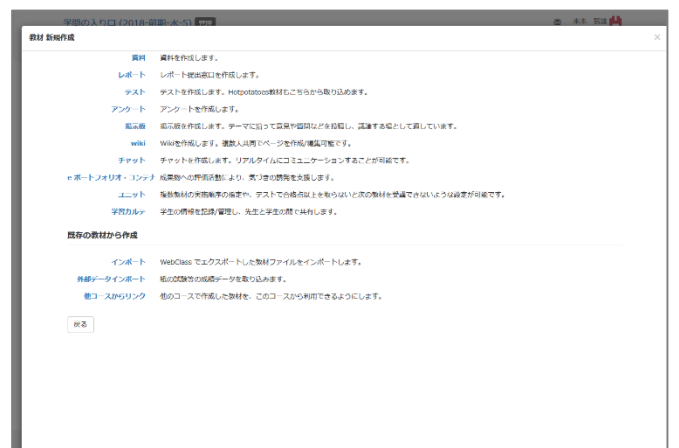 学問の入り口 (2018-前期-水-5) 管理
教材 新規作成 ×
資料 資料を作成します。
レポート レポート提出窓口を作成します。
テスト テストを作成します。Hotpotatoes教材もこちらから取り込めます。
アンケート アンケートを作成します。
掲示板 掲示板を作成します。テーマに沿って意見や質問などを投稿し、議論する場として適しています。
wiki Wikiを作成します。複数人共同でページを作成/編集可能です。
チャット チャットを作成します。リアルタイムにコミュニケーションすることが可能です。
e ポートフォリオ・コンテナ 成果物への評価活動により、気づきの誘発を支援します。
ユニット 複数教材の実施順序の指定や、テストで合格点以上を取らないと次の教材を受講できないような設定が可能です。
学習カルテ 学生の情報を記録/管理し、先生と学生の間で共有します。
既存の教材から作成
インポート WebClass でエクスポートした教材ファイルをインポートします。
外部データインポート 紙の試験等の成績データを取り込みます。
他コースからリンク 他のコースで作成した教材を、このコースから利用できるようにします。
戻る